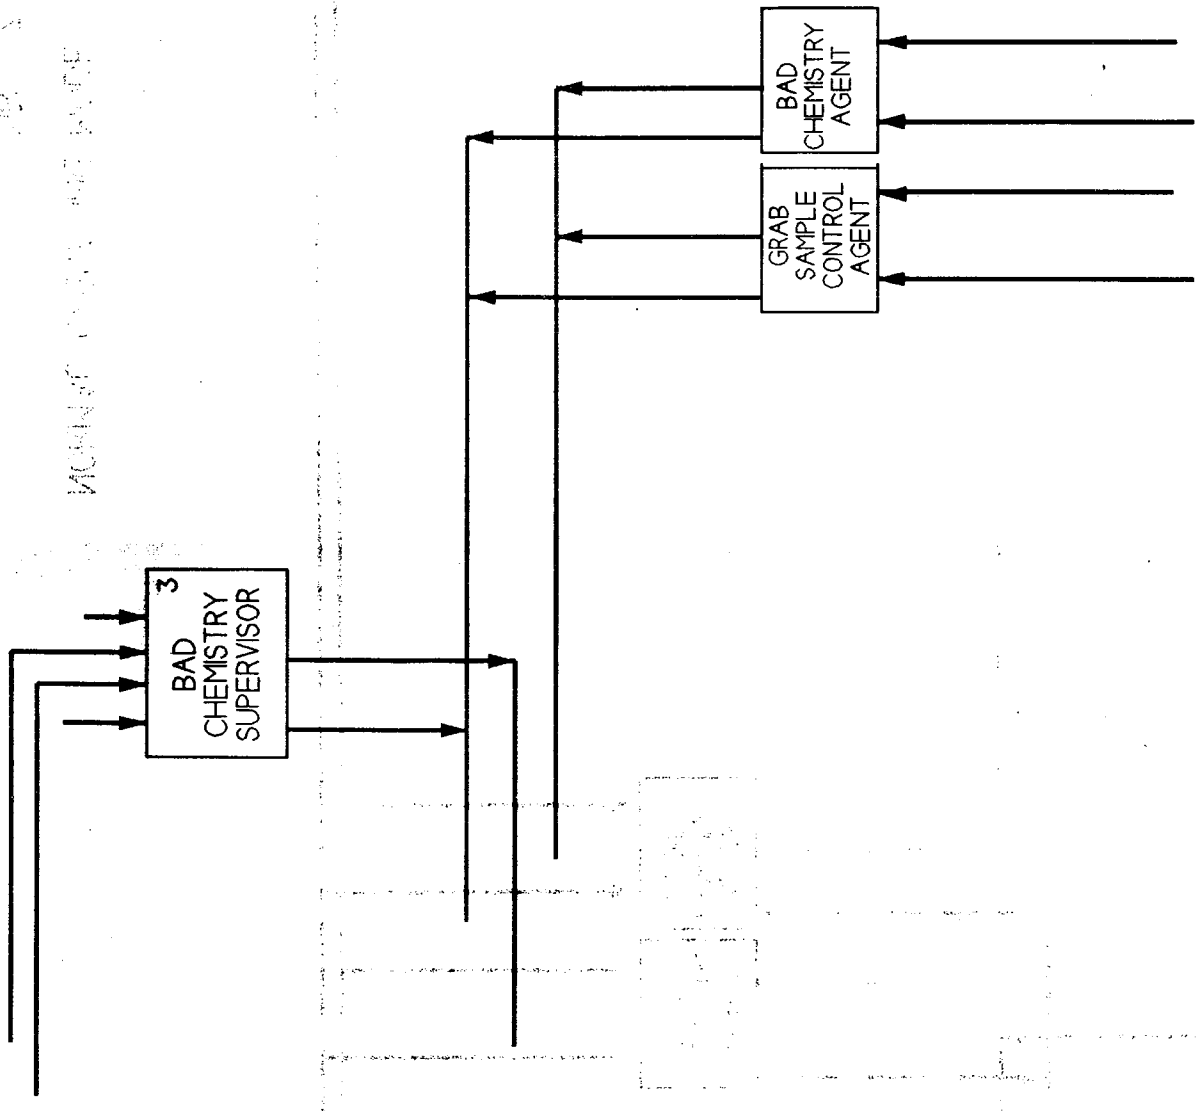 BAD
CHEMISTRY
AGENT
GRAB
SAMPLE
CONTROL
AGENT
3
BAD
CHEMISTRY
SUPERVISOR